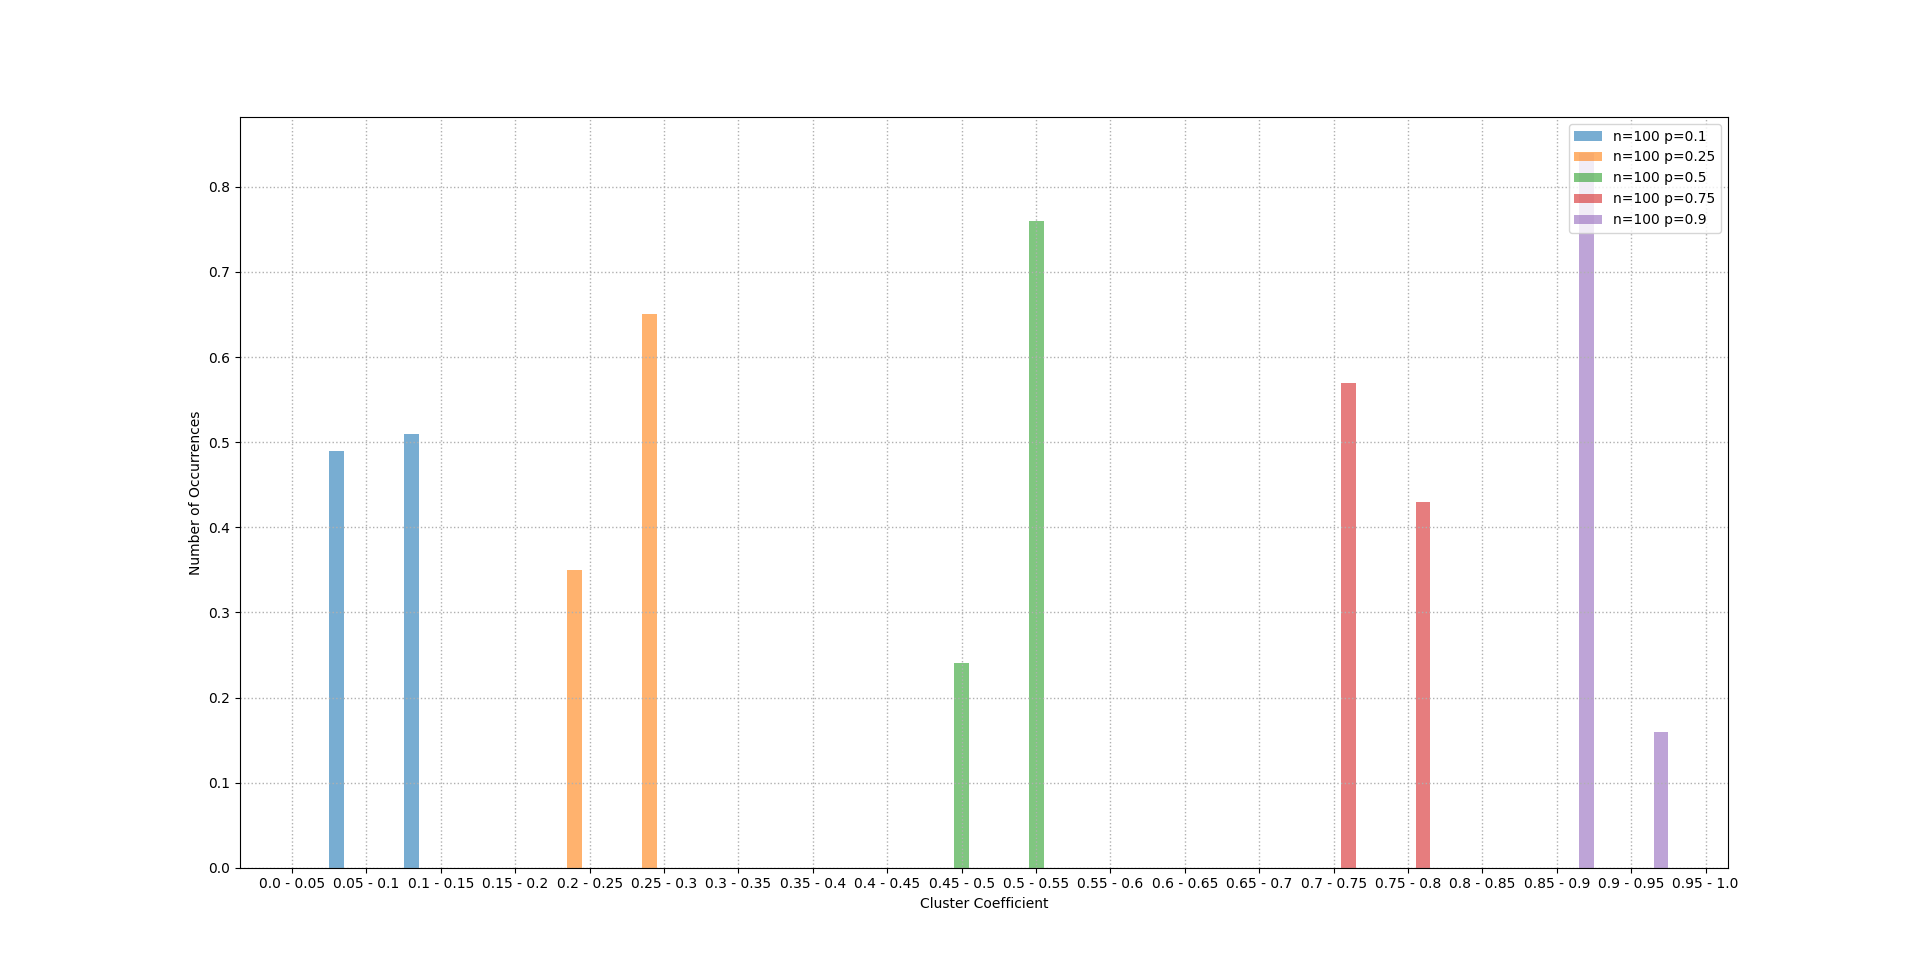 n=100 p=0.1
n=100 p=0.25
n=100 p=0.5
n=100 p=0.75
n=100 p=0.9
0.8
0.7
0.6
0.5
0.4
0.3
0.2
0.1
0.0
Number of Occurrences
0.0 - 0.05 0.05 - 0.1 0.1 - 0.15 0.15 - 0.2 0.2 - 0.25 0.25 - 0.3 0.3 - 0.35 0.35 - 0.4 0.4 - 0.45 0.45 - 0.5 0.5 - 0.55 0.55 - 0.6 0.6 - 0.65 0.65 - 0.7 0.7 - 0.75 0.75 - 0.8 0.8 - 0.85 0.85 - 0.9 0.9 - 0.95 0.95 - 1.0
Cluster Coefficient